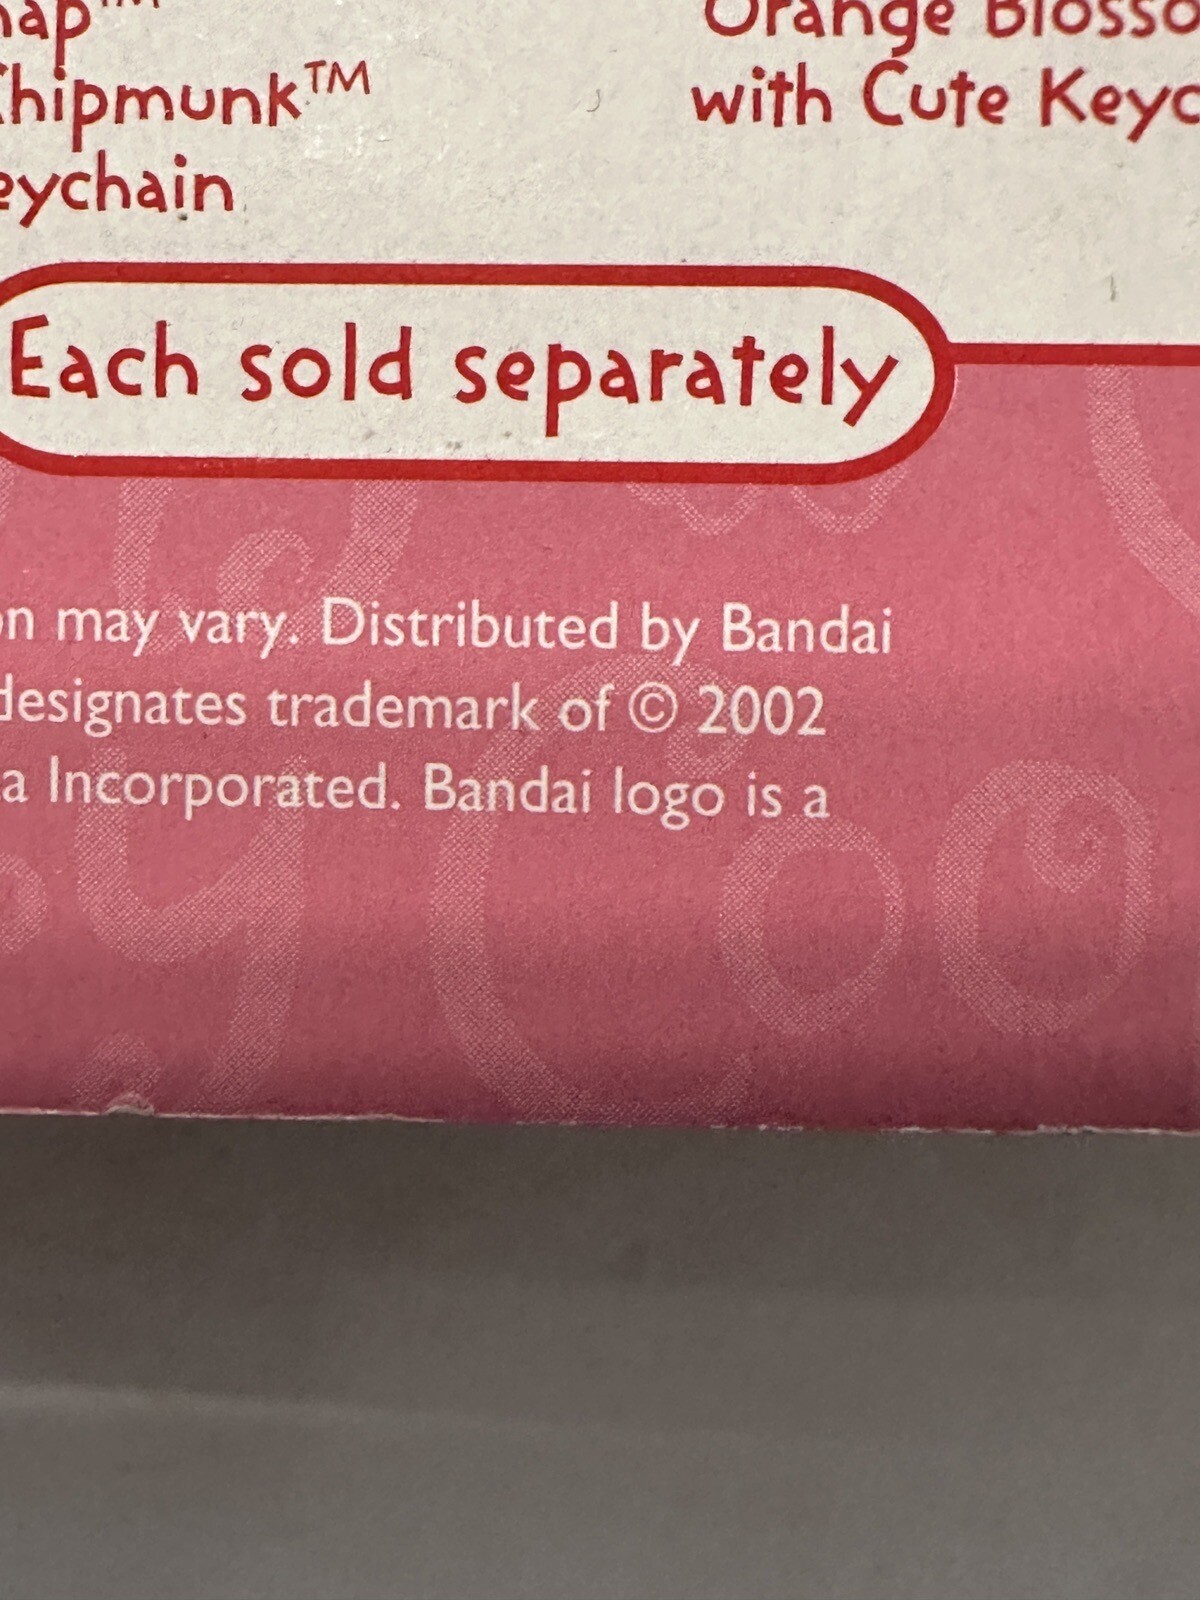 Chipmunk™
eychain
Orange Blosso
with Cute Keyc
Each sold separately
on may vary. Distributed by Bandai
designates trademark of © 2002
a Incorporated. Bandai logo is a